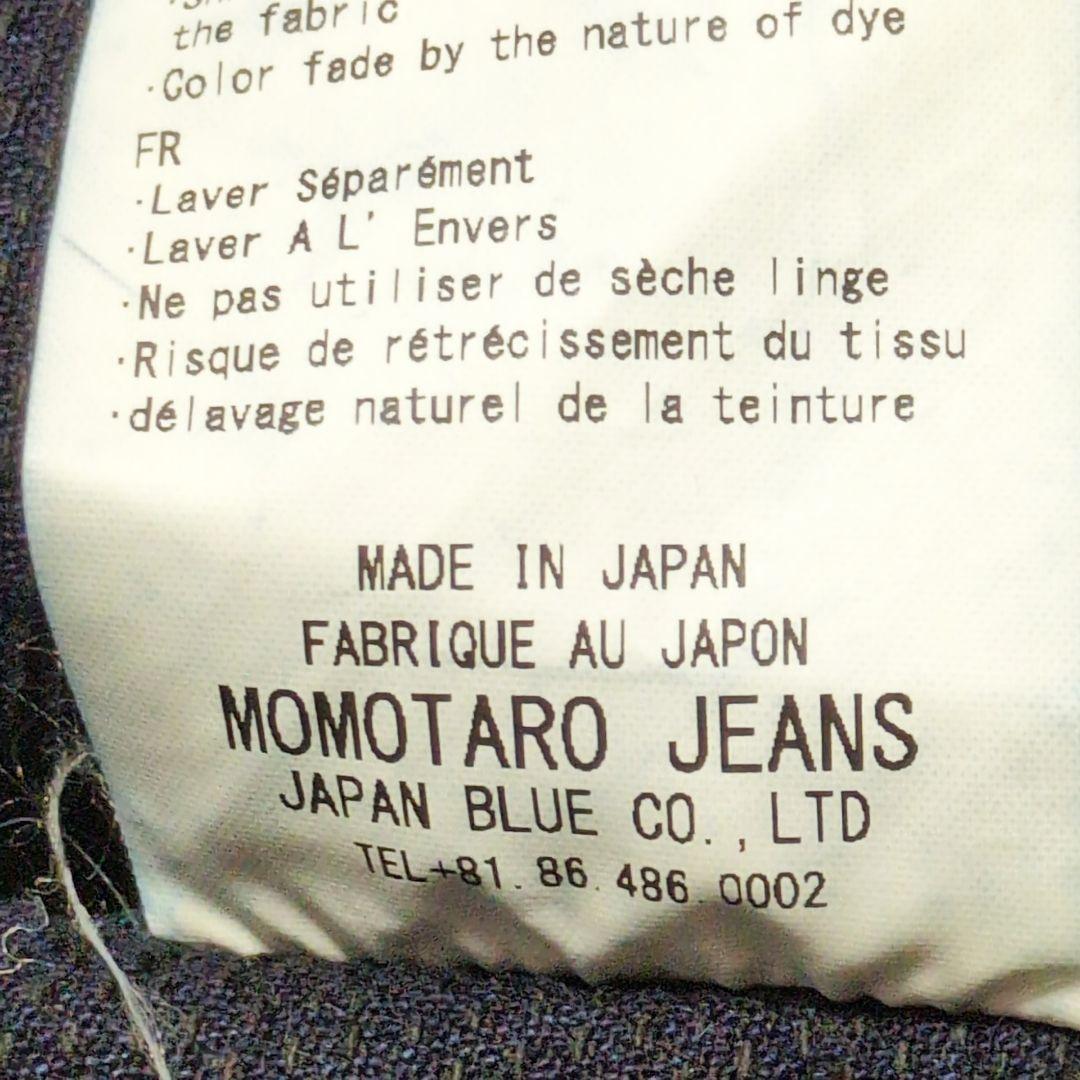 the fabric
·Color fade by the nature of dye
FR
·Laver Séparément
·Laver A L' Envers
·Ne pas utiliser de sèche linge
·Risque de rétrécissement du tissu
·délavage naturel de la teinture
MADE IN JAPAN
FABRIQUE AU JAPON
MOMOTARO JEANS
JAPAN BLUE CO.,LTD
TEL+81.86.486.0002